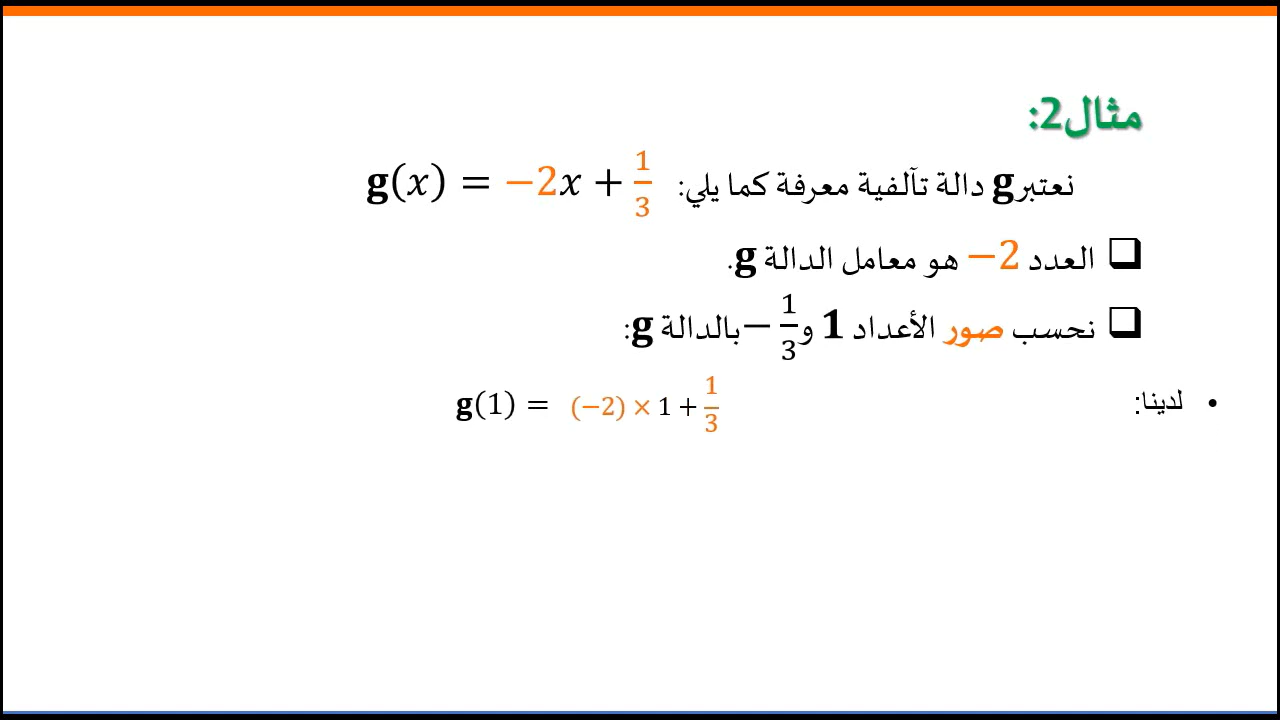 مثال2:
نعتبر g دالة تآلفية معرفة كما يلي: g(x) = −2x + 1/3
العدد −2 هو معامل الدالة g.
نحسب صور الأعداد 1 و −1/3 بالدالة g:
• لدينا: g(1) = (−2) × 1 + 1/3